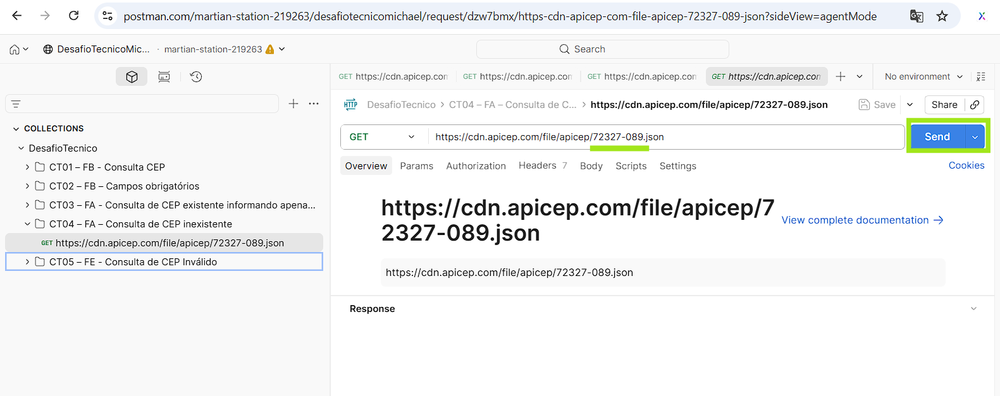 postman.com/martian-station-219263/desafiotecnicomichael/request/dzw7bmx/https-cdn-apicep-com-file-apicep-72327-089-json?sideView=agentMode
DesafioTecnicoMic... · martian-station-219263
Search
GET https://cdn.apicep.com GET https://cdn.apicep.com GET https://cdn.apicep.com GET https://cdn.apicep.com
No environment
HTTP DesafioTecnico > CT04 – FA – Consulta de C... > https://cdn.apicep.com/file/apicep/72327-089.json
Save
Share
COLLECTIONS
DesafioTecnico
CT01 – FB - Consulta CEP
CT02 – FB – Campos obrigatórios
CT03 – FA - Consulta de CEP existente informando apena...
CT04 – FA – Consulta de CEP inexistente
GET https://cdn.apicep.com/file/apicep/72327-089.json
CT05 – FE - Consulta de CEP Inválido
GET
https://cdn.apicep.com/file/apicep/72327-089.json
Send
Overview Params Authorization Headers 7 Body Scripts Settings
Cookies
https://cdn.apicep.com/file/apicep/7
2327-089.json
View complete documentation →
https://cdn.apicep.com/file/apicep/72327-089.json
Response